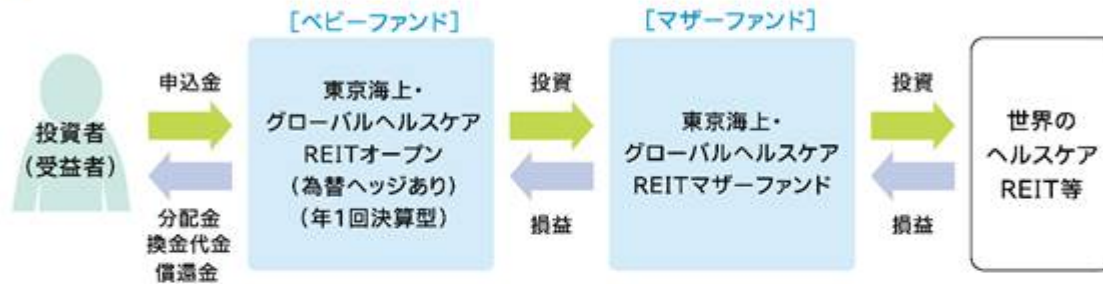 [ベビーファンド]
[マザーファンド]
投資者
(受益者)
申込金
分配金
換金代金
償還金
東京海上・
グローバルヘルスケア
REITオープン
(為替ヘッジあり)
(年1回決算型)
投資
損益
東京海上・
グローバルヘルスケア
REITマザーファンド
投資
損益
世界の
ヘルスケア
REIT等